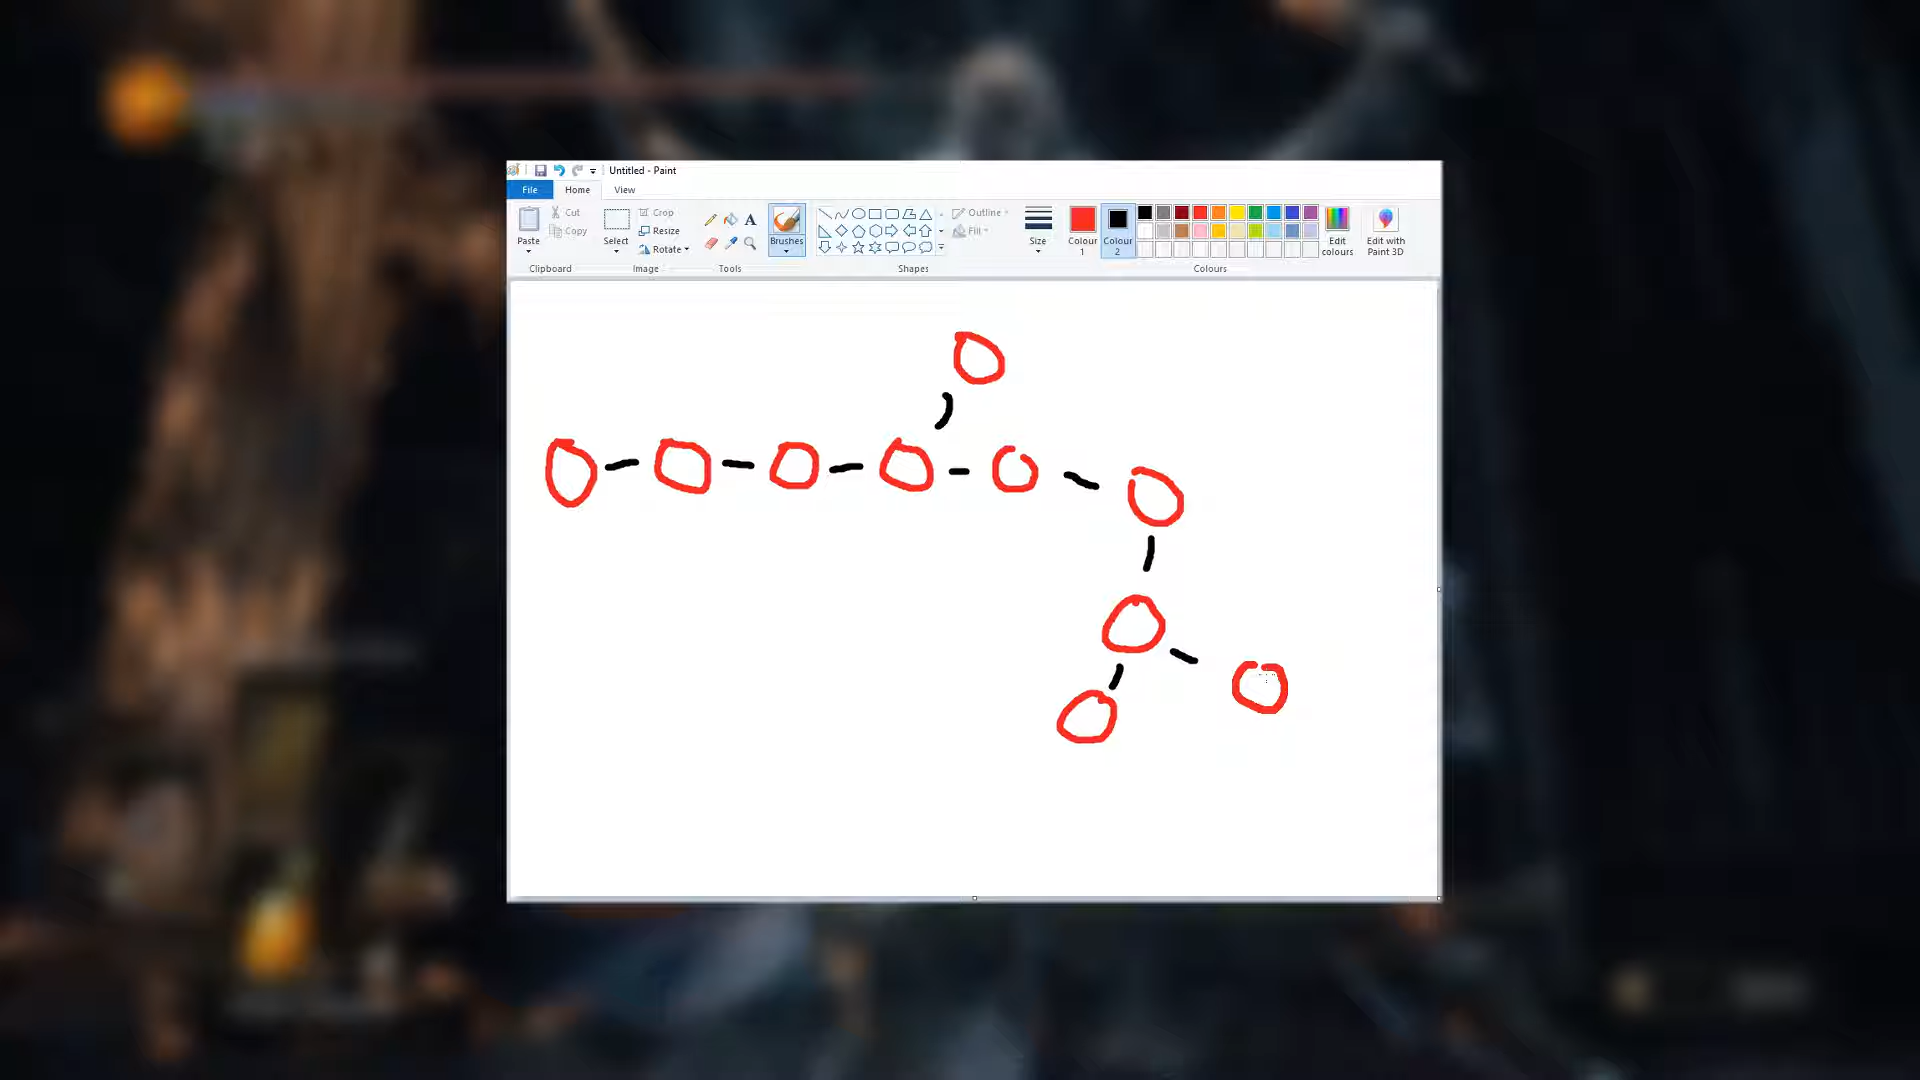 Untitled - Paint
File Home View
Paste
Cut
Copy
Clipboard
Select
Crop
Resize
Rotate
Image
A
Tools
Brushes
Outline
Fill
Shapes
Size
Colour 1
Colour 2
Edit colours
Edit with Paint 3D
Colours